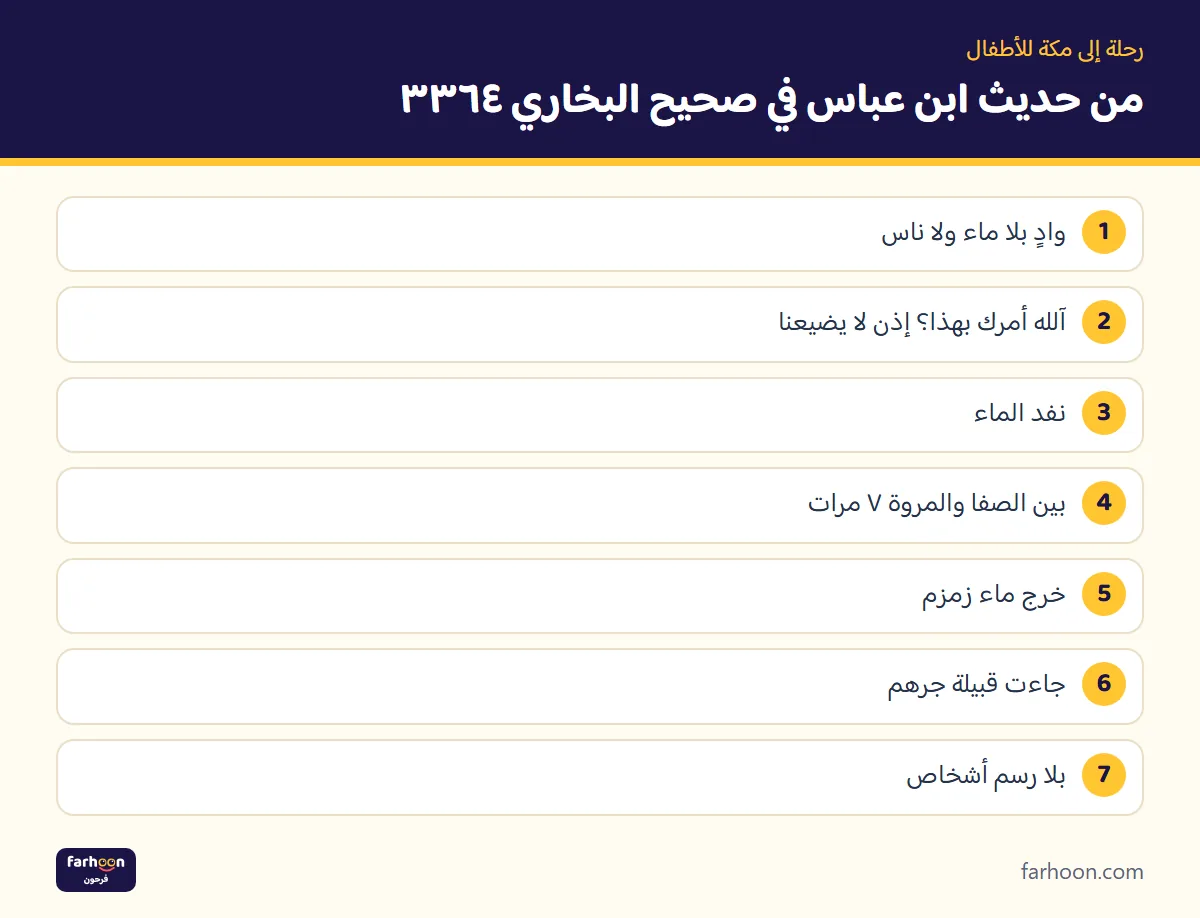 رحلة إلى مكة للأطفال
من حديث ابن عباس في صحيح البخاري ٣٣٦٤
1 وادٍ بلا ماء ولا ناس
2 آلله أمرك بهذا؟ إذن لا يضيعنا
3 نفد الماء
4 بين الصفا والمروة ٧ مرات
5 خرج ماء زمزم
6 جاءت قبيلة جرهم
7 بلا رسم أشخاص
farhoon.com
farhoon
فرحون